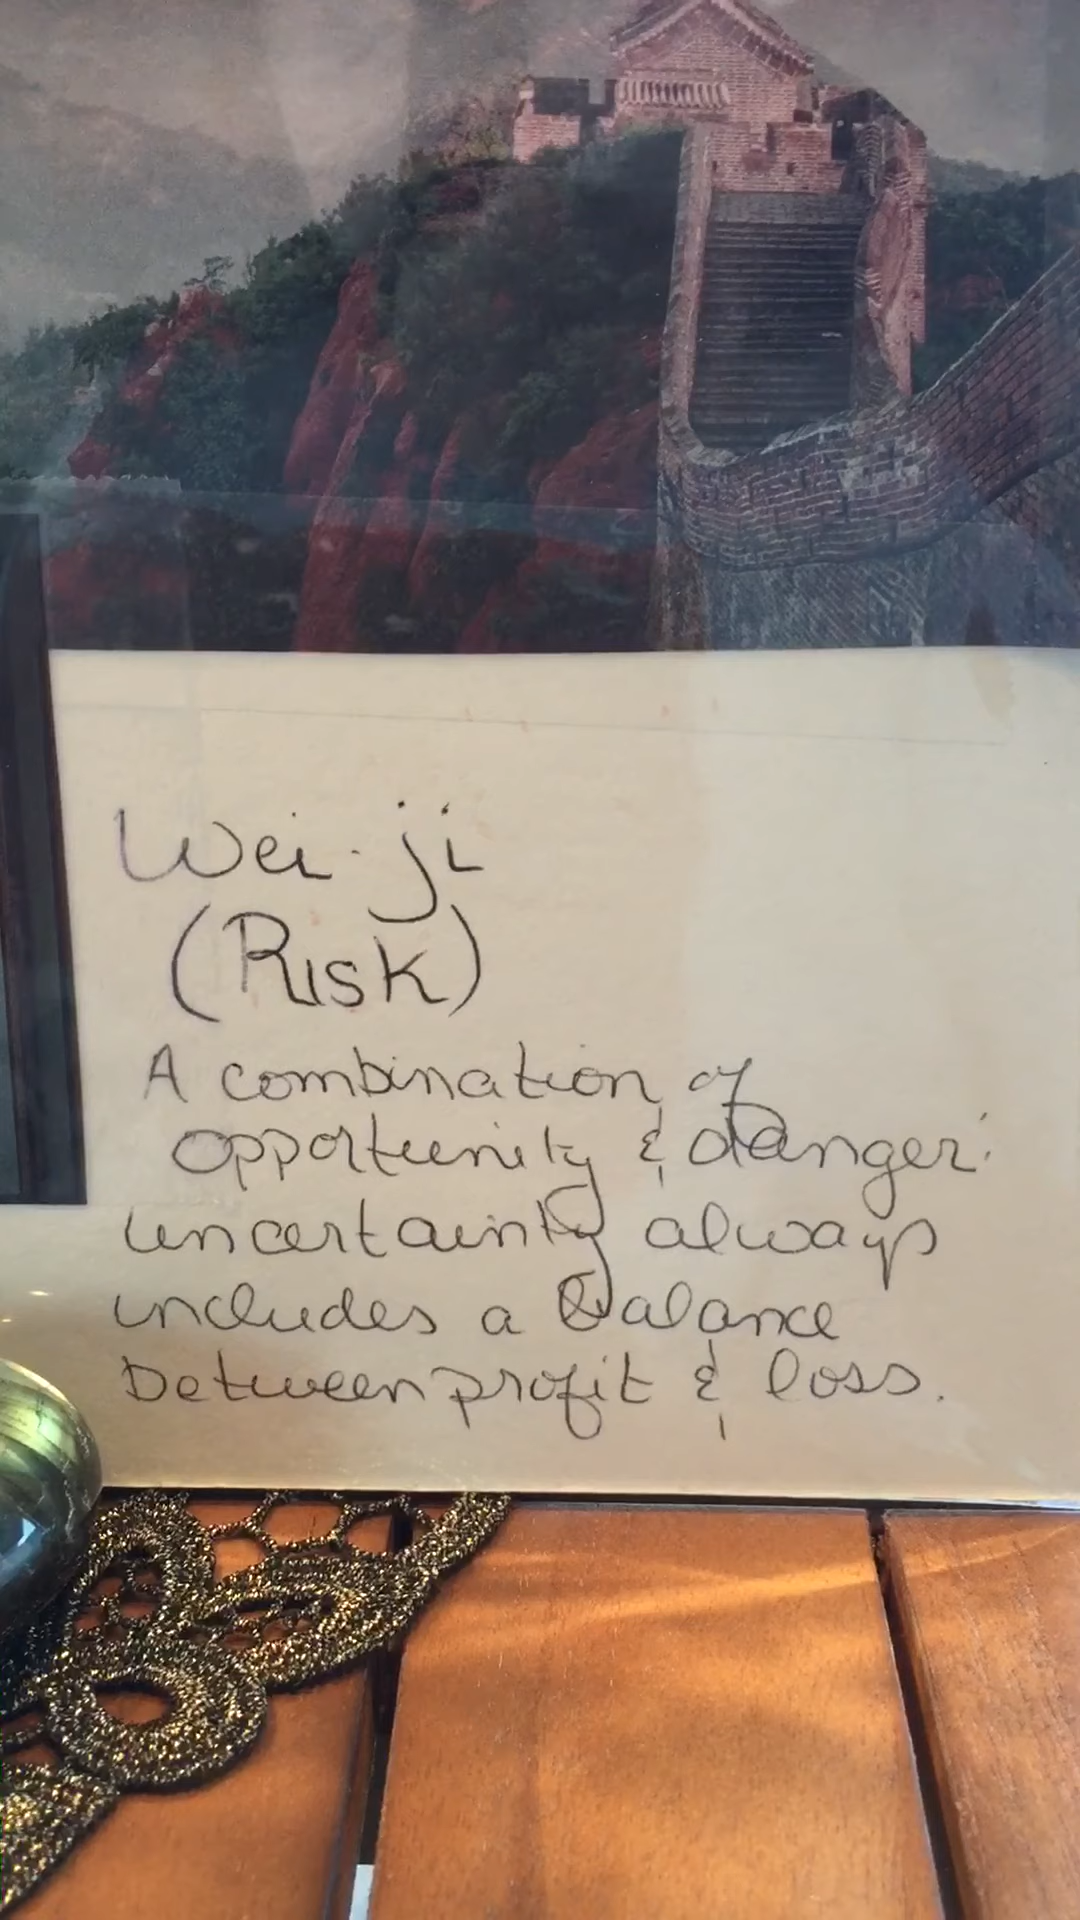 Wei-ji
(Risk)
A combination of
opportunity & danger:
uncertainty always
includes a balance
between profit & loss.